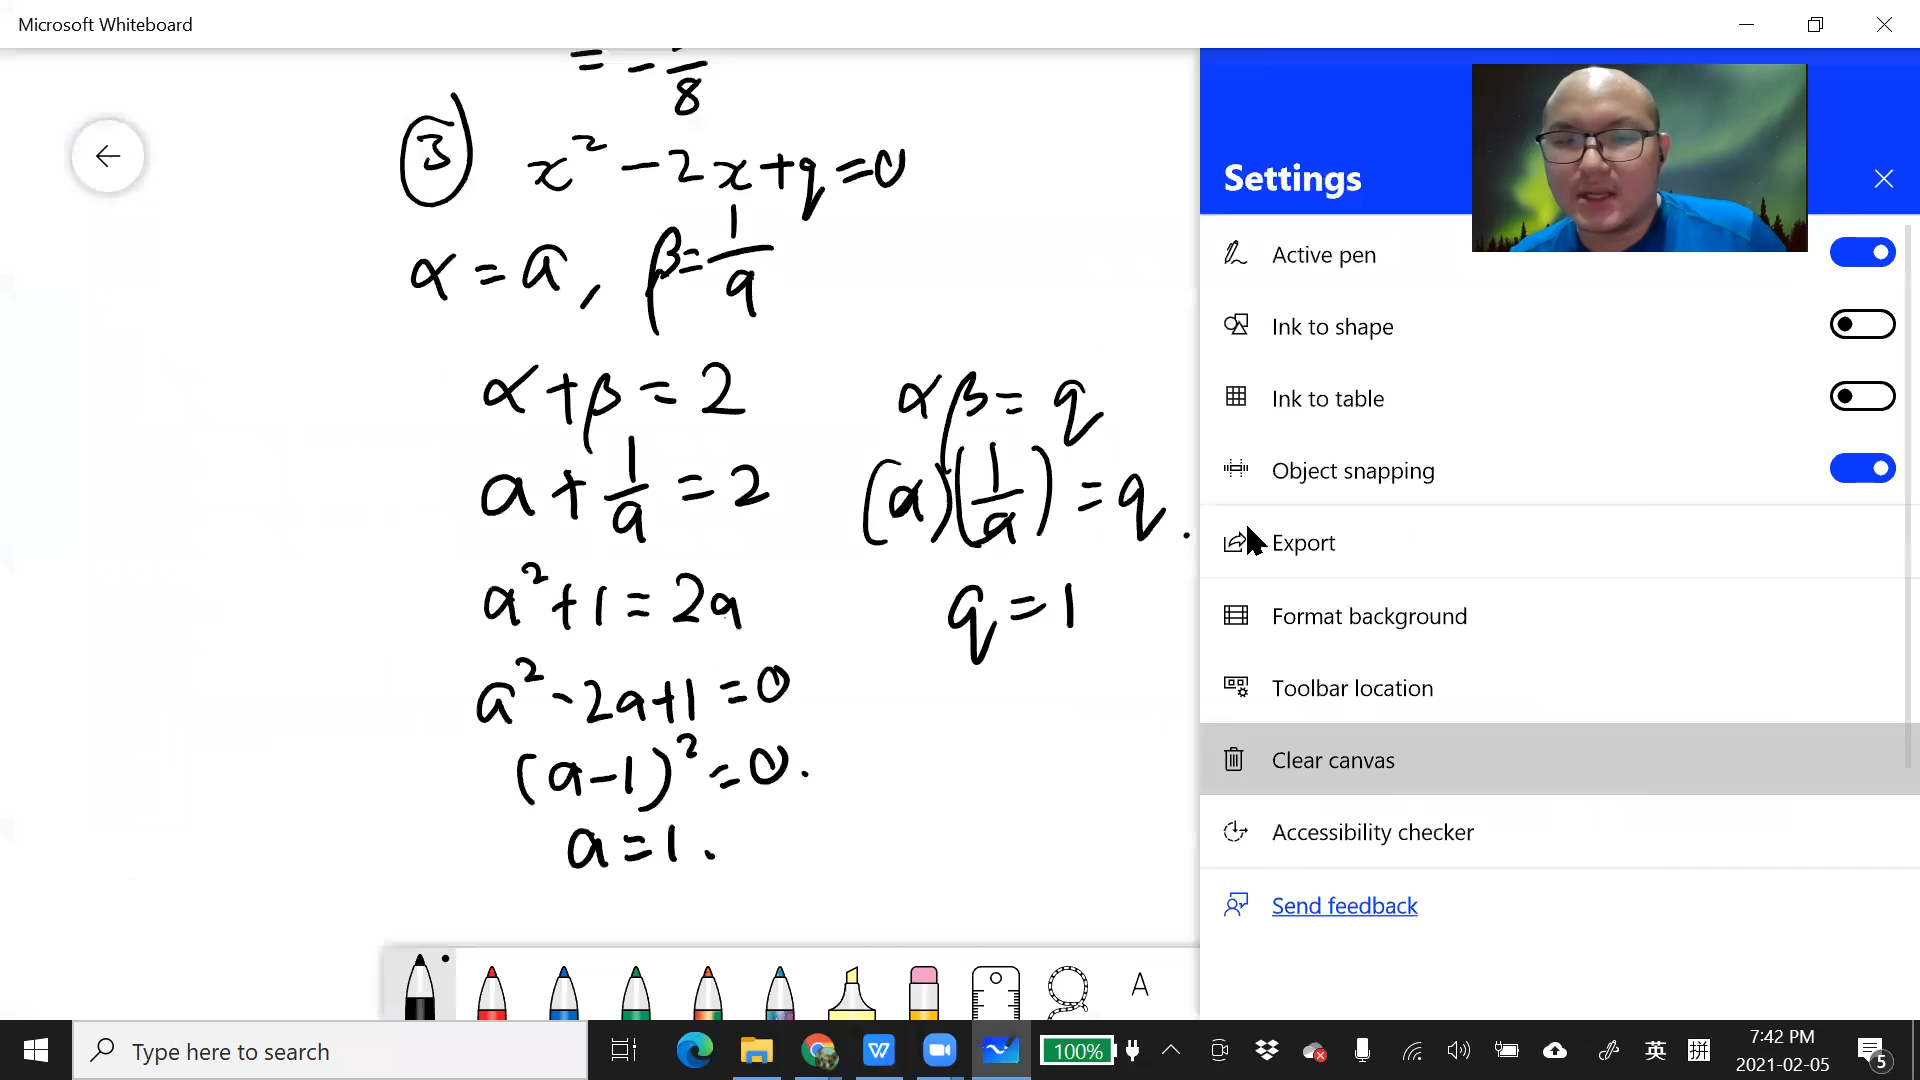 Microsoft Whiteboard
= - /8
③ x² - 2x + q = 0
α = a, β = 1/a
α + β = 2
αβ = q
a + 1/a = 2
(a)(1/a) = q.
a² + 1 = 2a
q = 1
a² - 2a + 1 = 0
(a - 1)² = 0.
a = 1.
Settings
Active pen
Ink to shape
Ink to table
Object snapping
Export
Format background
Toolbar location
Clear canvas
Accessibility checker
Send feedback
A
Type here to search
100%
英
拼
7:42 PM
2021-02-05
5